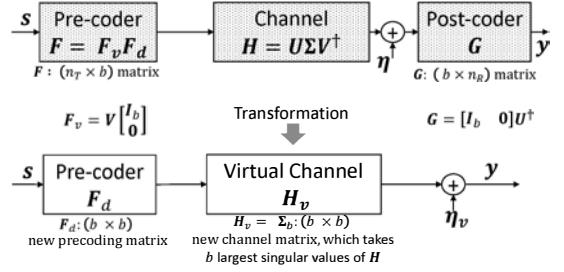 s
Pre-coder
F = F_v F_d
Channel
H = UΣV†
η
Post-coder
G
y
F : (n_T × b) matrix
G: (b × n_R) matrix
F_v = V [I_b 0]
Transformation
G = [I_b 0]U†
s
Pre-coder
F_d
Virtual Channel
H_v
y
η_v
F_d: (b × b)
new precoding matrix
H_v = Σ_b: (b × b)
new channel matrix, which takes
b largest singular values of H